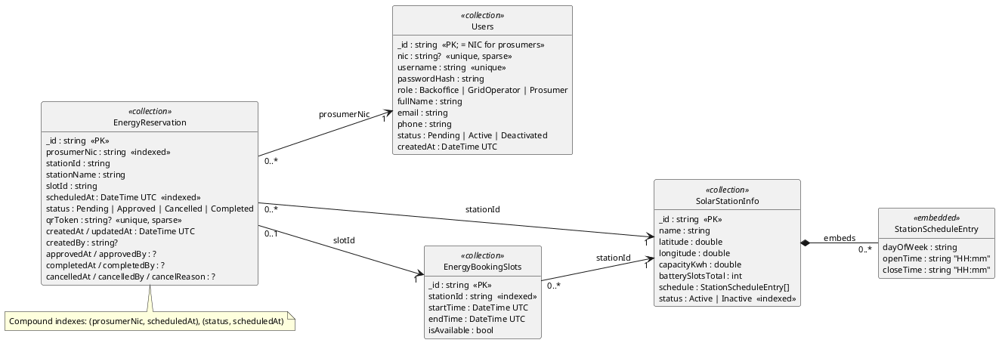 «collection»
Users
_id : string  «PK; = NIC for prosumers»
nic : string?  «unique, sparse»
username : string  «unique»
passwordHash : string
role : Backoffice | GridOperator | Prosumer
fullName : string
email : string
phone : string
status : Pending | Active | Deactivated
createdAt : DateTime UTC
«collection»
EnergyReservation
_id : string  «PK»
prosumerNic : string  «indexed»
stationId : string
stationName : string
slotId : string
scheduledAt : DateTime UTC  «indexed»
status : Pending | Approved | Cancelled | Completed
qrToken : string?  «unique, sparse»
createdAt / updatedAt : DateTime UTC
createdBy : string?
approvedAt / approvedBy : ?
completedAt / completedBy : ?
cancelledAt / cancelledBy / cancelReason : ?
prosumerNic
1
0..*
0..*
stationId
1
0..1
slotId
1
«collection»
SolarStationInfo
_id : string  «PK»
name : string
latitude : double
longitude : double
capacityKwh : double
batterySlotsTotal : int
schedule : StationScheduleEntry[]
status : Active | Inactive  «indexed»
embeds
0..*
«embedded»
StationScheduleEntry
dayOfWeek : string
openTime : string "HH:mm"
closeTime : string "HH:mm"
«collection»
EnergyBookingSlots
_id : string  «PK»
stationId : string  «indexed»
startTime : DateTime UTC
endTime : DateTime UTC
isAvailable : bool
stationId
0..*
1
Compound indexes: (prosumerNic, scheduledAt), (status, scheduledAt)